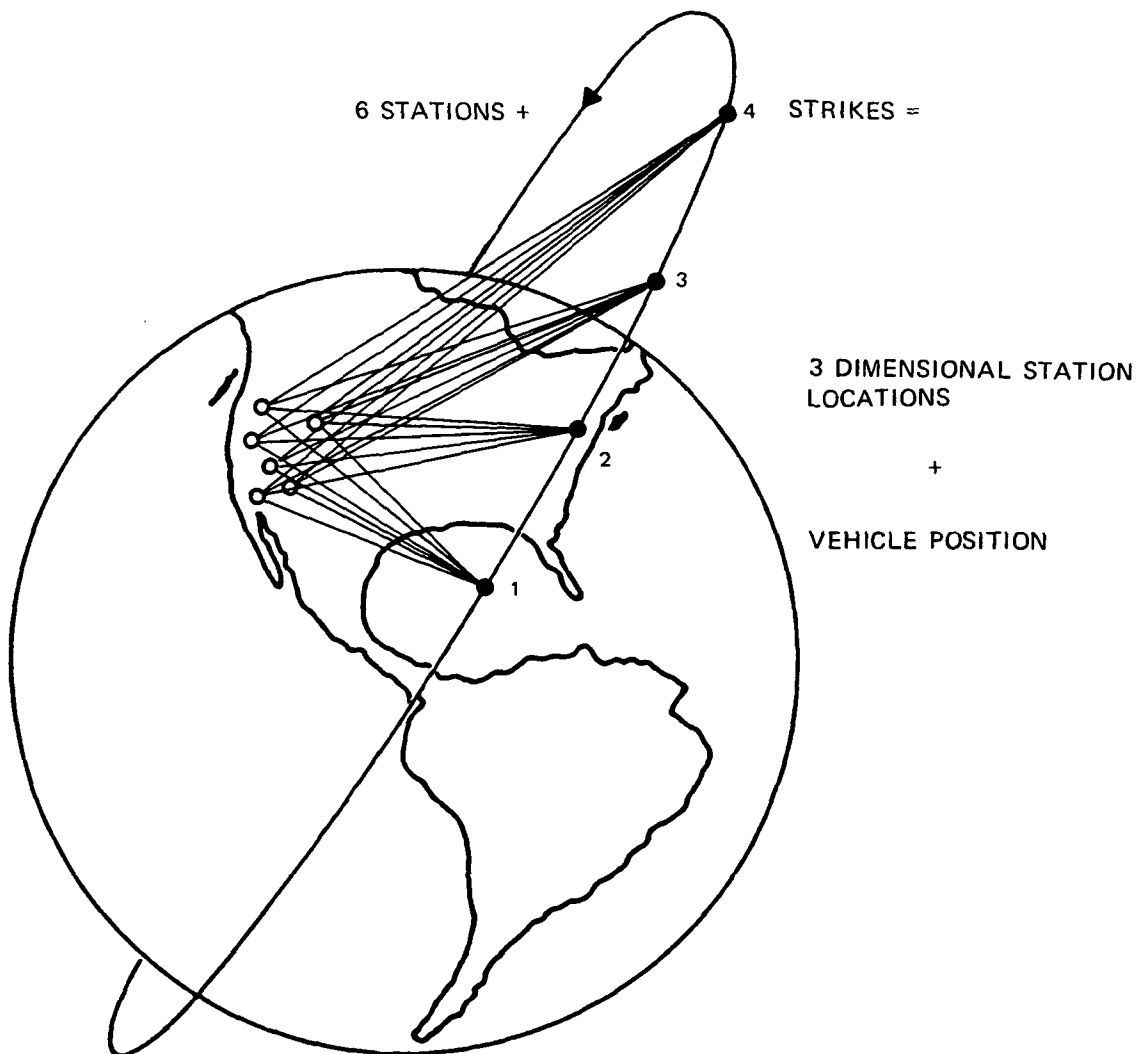 6 STATIONS +
4 STRIKES =
3
3 DIMENSIONAL STATION
LOCATIONS
2
+
VEHICLE POSITION
1